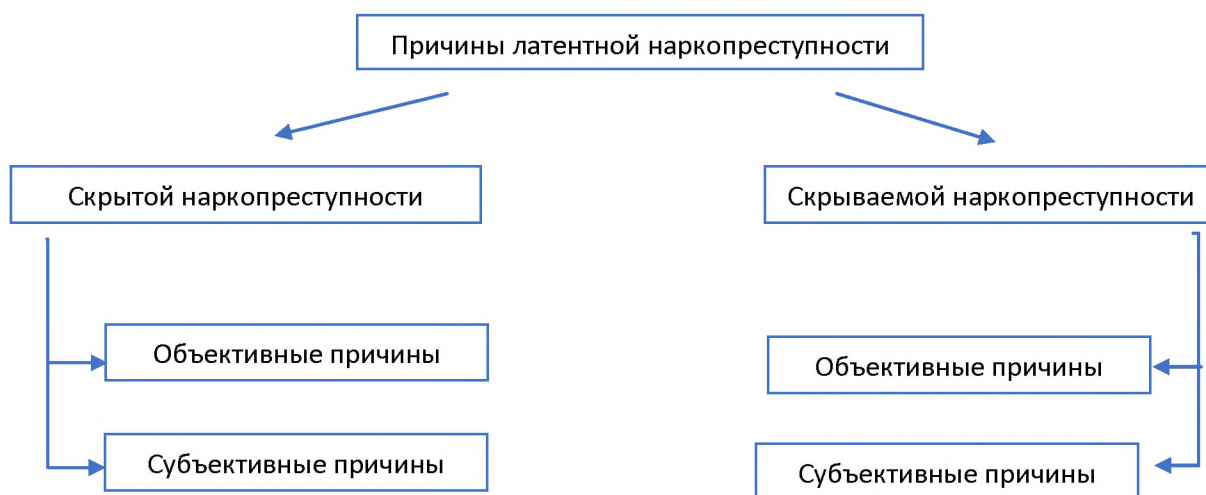 Причины латентной наркопреступности
Скрытой наркопреступности
Скрываемой наркопреступности
Объективные причины
Объективные причины
Субъективные причины
Субъективные причины